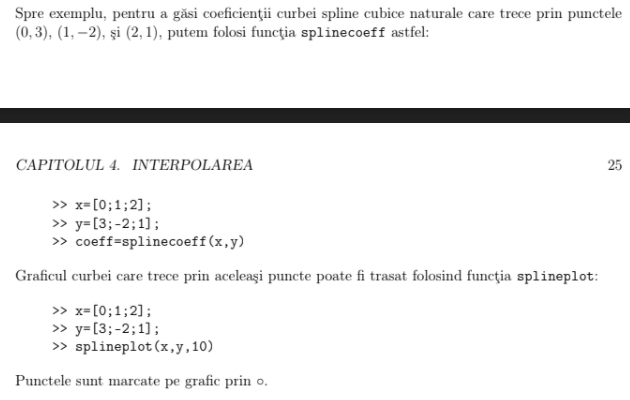 Spre exemplu, pentru a găsi coeficienţii curbei spline cubice naturale care trece prin punctele
(0, 3), (1, −2), şi (2, 1), putem folosi funcţia splinecoeff astfel:
CAPITOLUL 4. INTERPOLAREA 25
>> x=[0;1;2];
>> y=[3;-2;1];
>> coeff=splinecoeff(x,y)
Graficul curbei care trece prin aceleaşi puncte poate fi trasat folosind funcţia splineplot:
>> x=[0;1;2];
>> y=[3;-2;1];
>> splineplot(x,y,10)
Punctele sunt marcate pe grafic prin ∘.